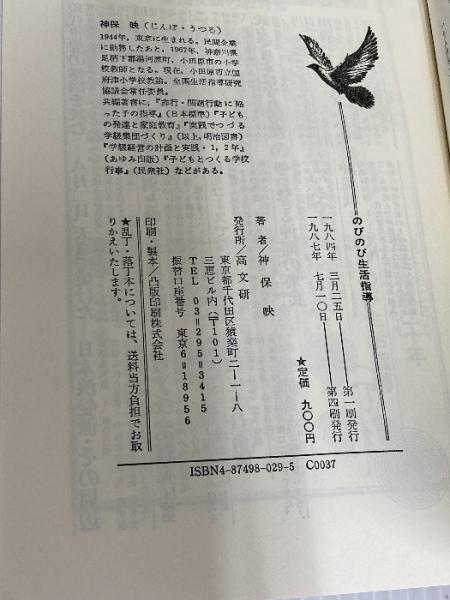 神保　映（じんぼ・うつる）
1944年，東京に生まれる。民間企業
に勤務したあと，1967年，神奈川県
足柄下郡湯河原町，小田原市の小学
校教師となる。現在，小田原市立国
府津小学校教諭。全国生活指導研究
協議会常任委員。
共編著書に，『非行・問題行動に陥
った子の指導』（日本標準）『子ども
の発達と家庭教育』『実践でつづる
学級集団づくり』（以上，明治図書）
『学級経営の計画と実践・1，2年』
（あゆみ出版）『子どもとつくる学校
行事』（民衆社）などがある。
のびのび生活指導
一九八四年　三月二五日――第一刷発行
一九八七年　七月一〇日――第四刷発行
★定価　九〇〇円
著　者／神　保　映
発行所／高　文　研
東京都千代田区猿楽町二―一―八
三恵ビル内（〒101）
TEL　03＝295＝3415
振替口座番号　東京6＝18956
印刷・製本／凸版印刷株式会社
★乱丁・落丁本については、送料当方負担でお取
りかえいたします。
ISBN4-87498-029-5　C0037